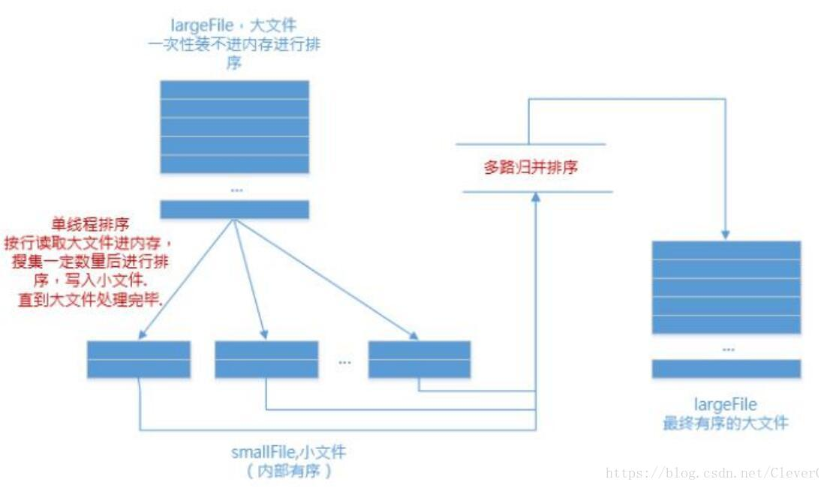 largeFile，大文件
一次性装不进内存进行排
序
...
单线程排序
按行读取大文件进内存，
搜集一定数量后进行排
序，写入小文件.
直到大文件处理完毕.
...
smallFile,小文件
（内部有序）
多路归并排序
...
largeFile
最终有序的大文件
https://blog.csdn.net/CleverC